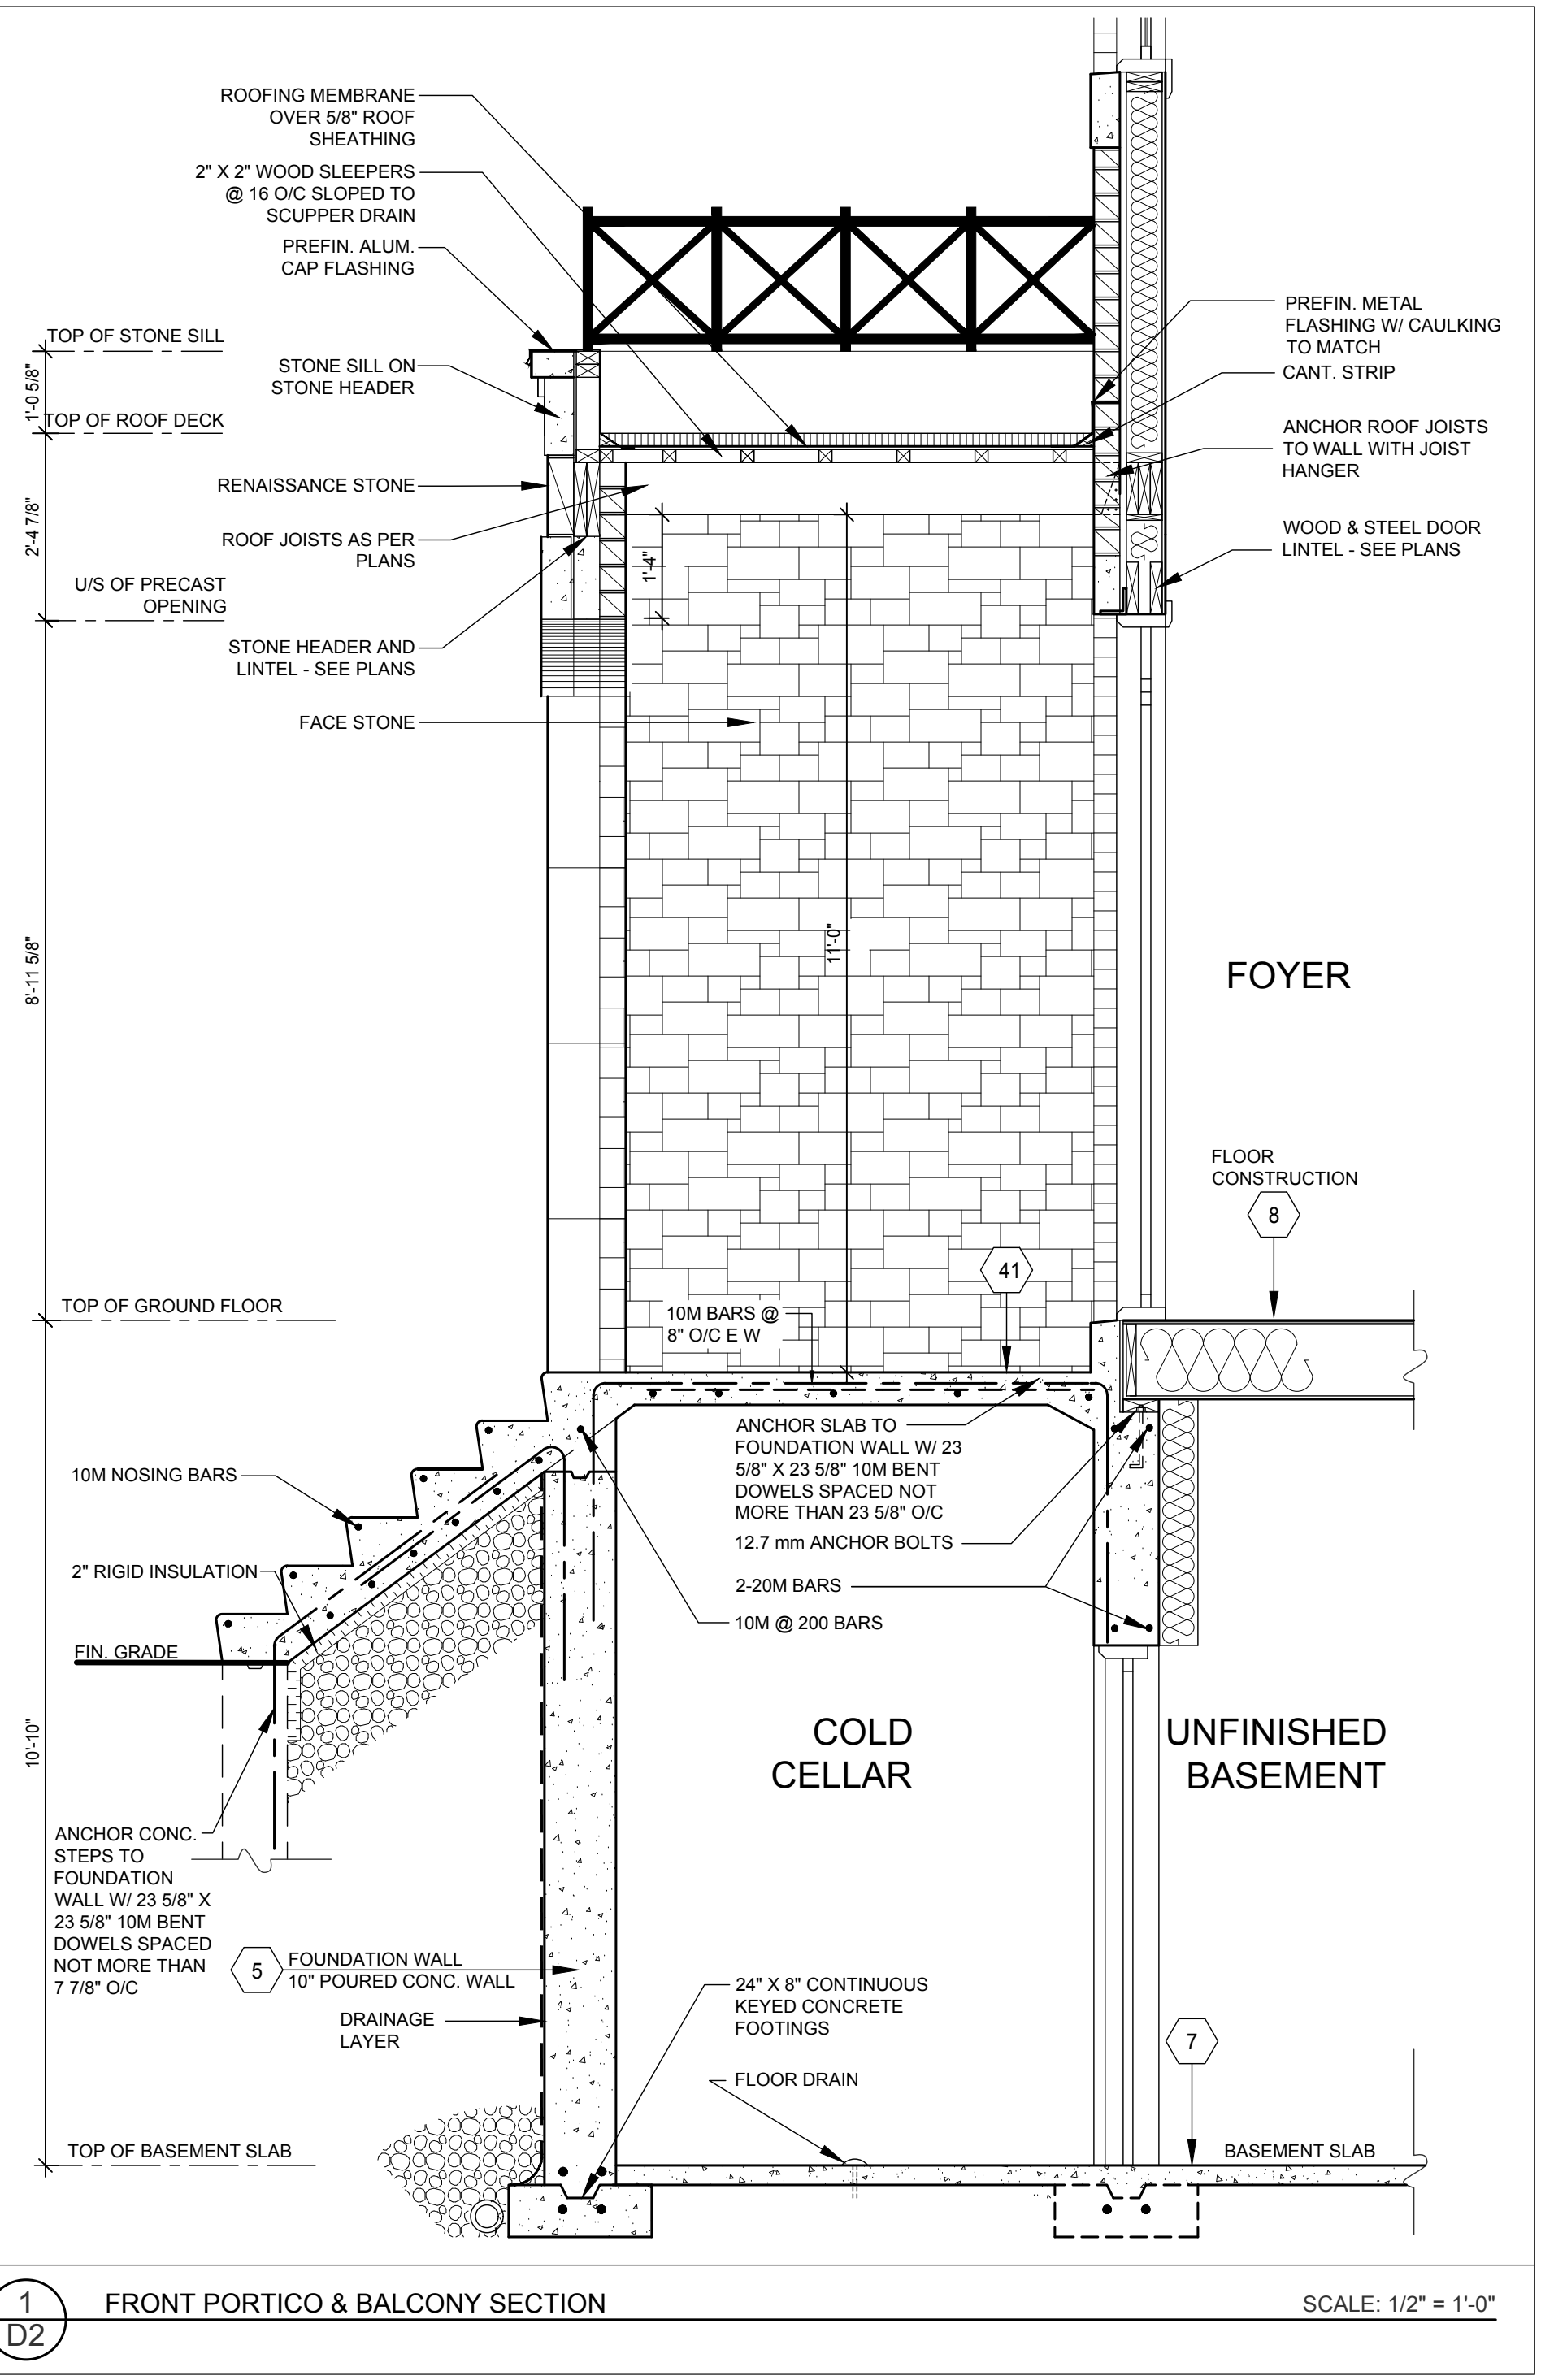 ROOFING MEMBRANE
OVER 5/8" ROOF
SHEATHING
2" X 2" WOOD SLEEPERS
@ 16 O/C SLOPED TO
SCUPPER DRAIN
PREFIN. ALUM.
CAP FLASHING
TOP OF STONE SILL
STONE SILL ON
STONE HEADER
1'-0 5/8"
TOP OF ROOF DECK
RENAISSANCE STONE
2'-4 7/8"
ROOF JOISTS AS PER
PLANS
U/S OF PRECAST
OPENING
STONE HEADER AND
LINTEL - SEE PLANS
FACE STONE
PREFIN. METAL
FLASHING W/ CAULKING
TO MATCH
CANT. STRIP
ANCHOR ROOF JOISTS
TO WALL WITH JOIST
HANGER
WOOD & STEEL DOOR
LINTEL - SEE PLANS
1'-4"
11'-0"
8'-11 5/8"
FOYER
FLOOR
CONSTRUCTION
8
41
TOP OF GROUND FLOOR
10M BARS @
8" O/C E W
ANCHOR SLAB TO
FOUNDATION WALL W/ 23
5/8" X 23 5/8" 10M BENT
DOWELS SPACED NOT
MORE THAN 23 5/8" O/C
12.7 mm ANCHOR BOLTS
2-20M BARS
10M @ 200 BARS
10M NOSING BARS
2" RIGID INSULATION
FIN. GRADE
10'-10"
COLD
CELLAR
UNFINISHED
BASEMENT
ANCHOR CONC.
STEPS TO
FOUNDATION
WALL W/ 23 5/8" X
23 5/8" 10M BENT
DOWELS SPACED
NOT MORE THAN
7 7/8" O/C
5
FOUNDATION WALL
10" POURED CONC. WALL
DRAINAGE
LAYER
24" X 8" CONTINUOUS
KEYED CONCRETE
FOOTINGS
FLOOR DRAIN
7
TOP OF BASEMENT SLAB
BASEMENT SLAB
1
D2
FRONT PORTICO & BALCONY SECTION
SCALE: 1/2" = 1'-0"